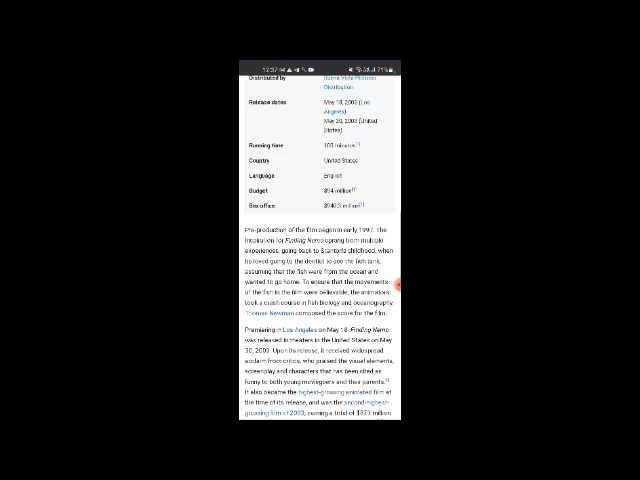 12:37 71%
Distributed by Buena Vista Pictures
Distribution
Release dates May 18, 2003 (Los
Angeles)
May 30, 2003 (United
States)
Running time 100 minutes[1]
Country United States
Language English
Budget $94 million[1]
Box office $940.3 million[1]
Pre-production of the film began in early 1997. The
inspiration for Finding Nemo sprang from multiple
experiences, going back to Stanton's childhood, when
he loved going to the dentist to see the fish tank,
assuming that the fish were from the ocean and
wanted to go home. To ensure that the movements
of the fish in the film were believable, the animators
took a crash course in fish biology and oceanography.
Thomas Newman composed the score for the film.
Premiering in Los Angeles on May 18, Finding Nemo
was released in theaters in the United States on May
30, 2003. Upon its release, it received widespread
acclaim from critics, who praised the visual elements,
screenplay and characters that has been cited as
funny to both young moviegoers and their parents.
It also became the highest-grossing animated film at
the time of its release, and was the second-highest-
grossing film of 2003, earning a total of $871 million